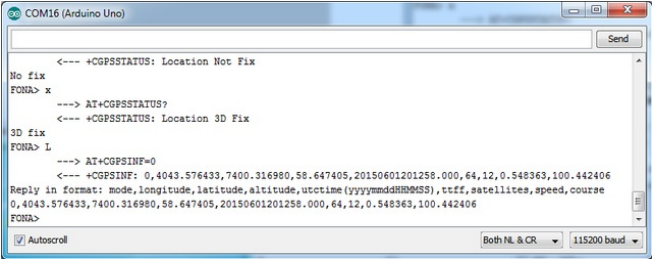 COM16 (Arduino Uno)
Send
<--- +CGPSSTATUS: Location Not Fix
No fix
FONA> x
---> AT+CGPSSTATUS?
<--- +CGPSSTATUS: Location 3D Fix
3D fix
FONA> L
---> AT+CGPSINF=0
<--- +CGPSINF: 0,4043.576433,7400.316980,58.647405,20150601201258.000,64,12,0.548363,100.442406
Reply in format: mode,longitude,latitude,altitude,utctime(yyyymmddHHMMSS),ttff,satellites,speed,course
0,4043.576433,7400.316980,58.647405,20150601201258.000,64,12,0.548363,100.442406
FONA>
Autoscroll
Both NL & CR
115200 baud